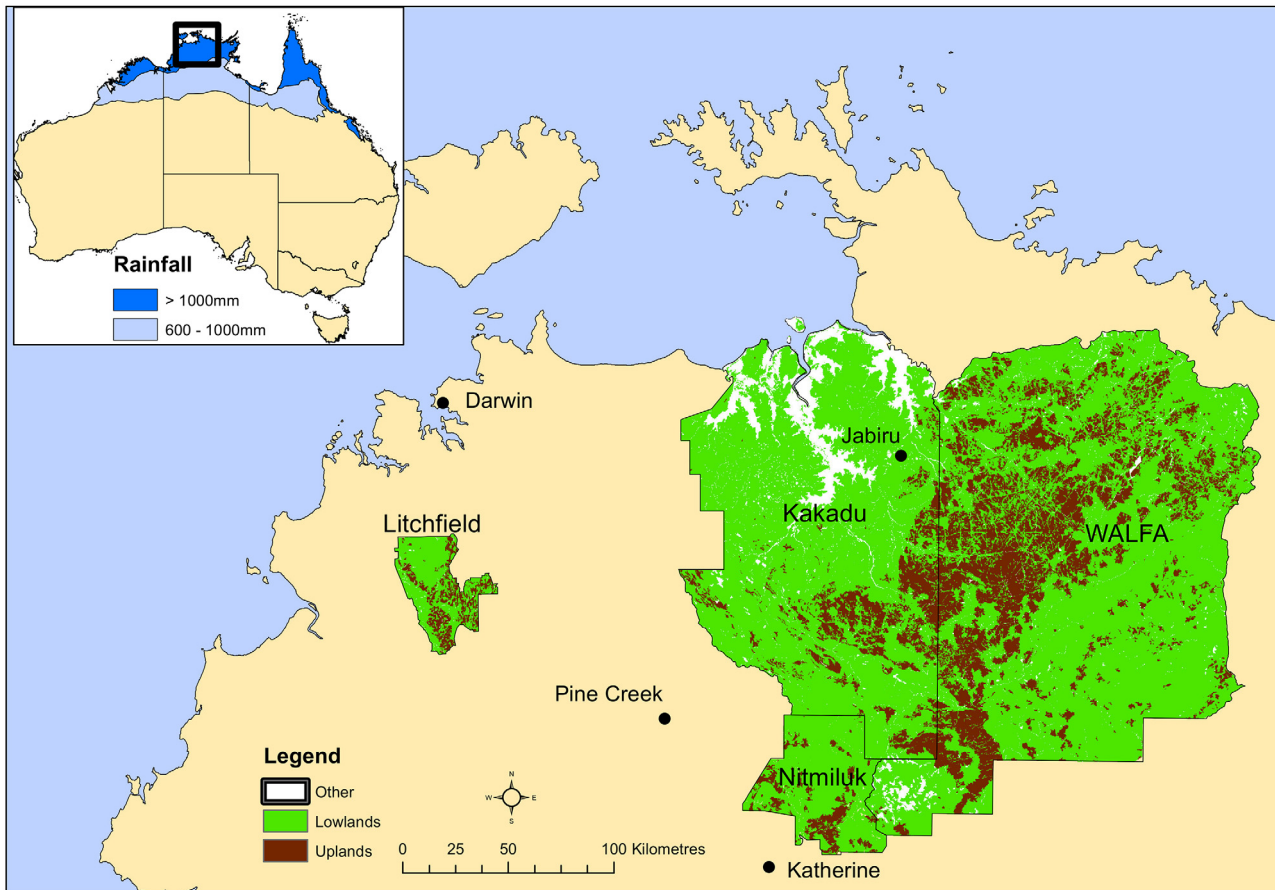 Rainfall
> 1000mm
600 - 1000mm
Darwin
Jabiru
Kakadu
WALFA
Litchfield
Pine Creek
Nitmiluk
Katherine
Legend
Other
Lowlands
Uplands
N
W E
S
0 25 50 100 Kilometres